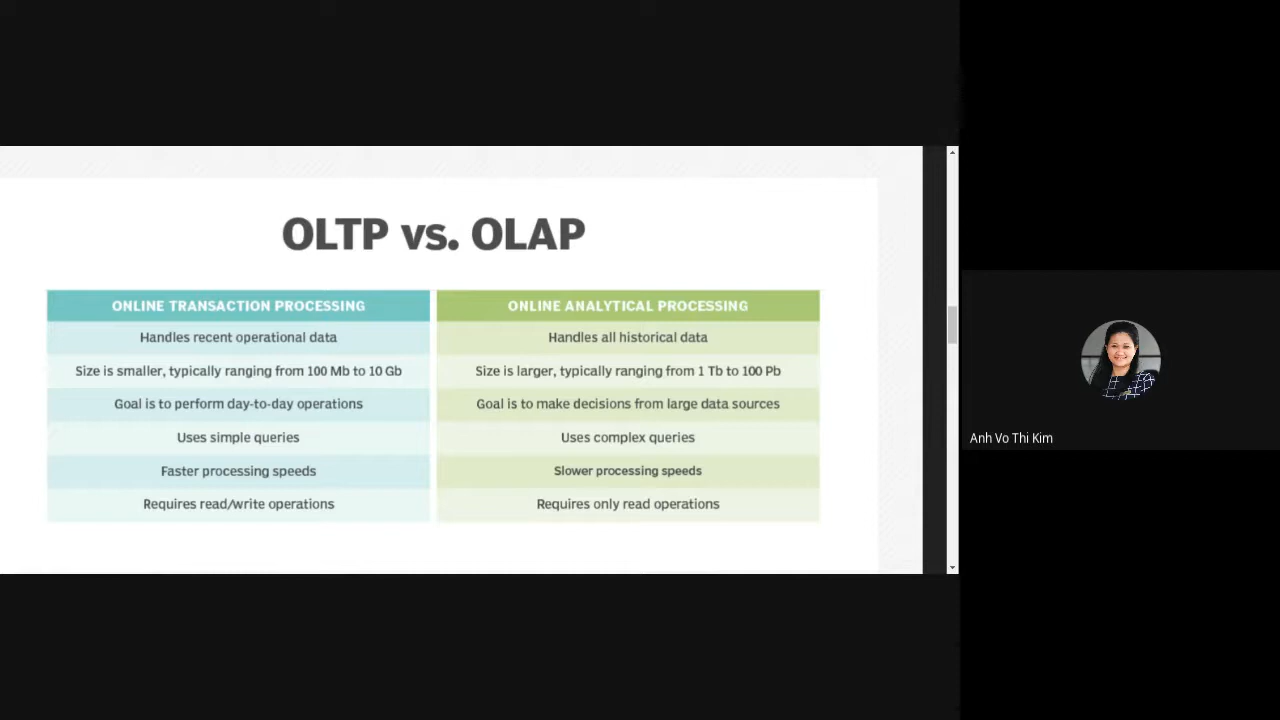 OLTP vs. OLAP
ONLINE TRANSACTION PROCESSING
ONLINE ANALYTICAL PROCESSING
Handles recent operational data
Handles all historical data
Size is smaller, typically ranging from 100 Mb to 10 Gb
Size is larger, typically ranging from 1 Tb to 100 Pb
Goal is to perform day-to-day operations
Goal is to make decisions from large data sources
Uses simple queries
Uses complex queries
Faster processing speeds
Slower processing speeds
Requires read/write operations
Requires only read operations
Anh Vo Thi Kim